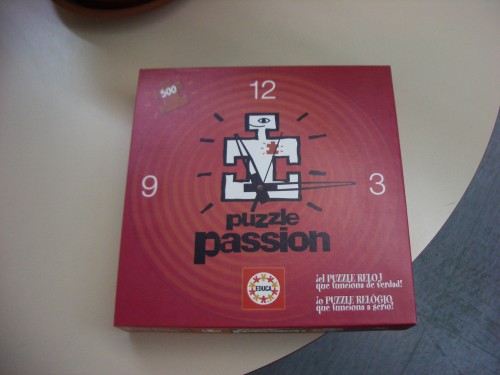 500
12
9
3
puzzle
passion
EDUCA
¡el PUZZLE RELOJ
que funciona de verdad!
¡o PUZZLE RELÓGIO
que funciona a sério!